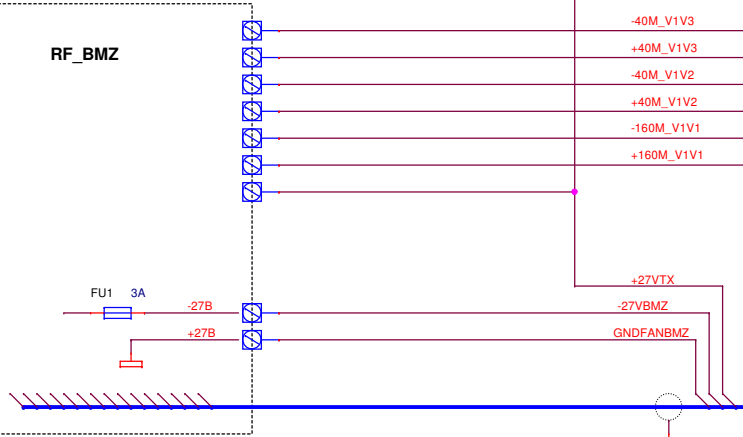 -40M_V1V3
RF_BMZ
+40M_V1V3
-40M_V1V2
+40M_V1V2
-160M_V1V1
+160M_V1V1
+27VTX
FU1 3A
-27B
-27VBMZ
+27B
GNDFANBMZ